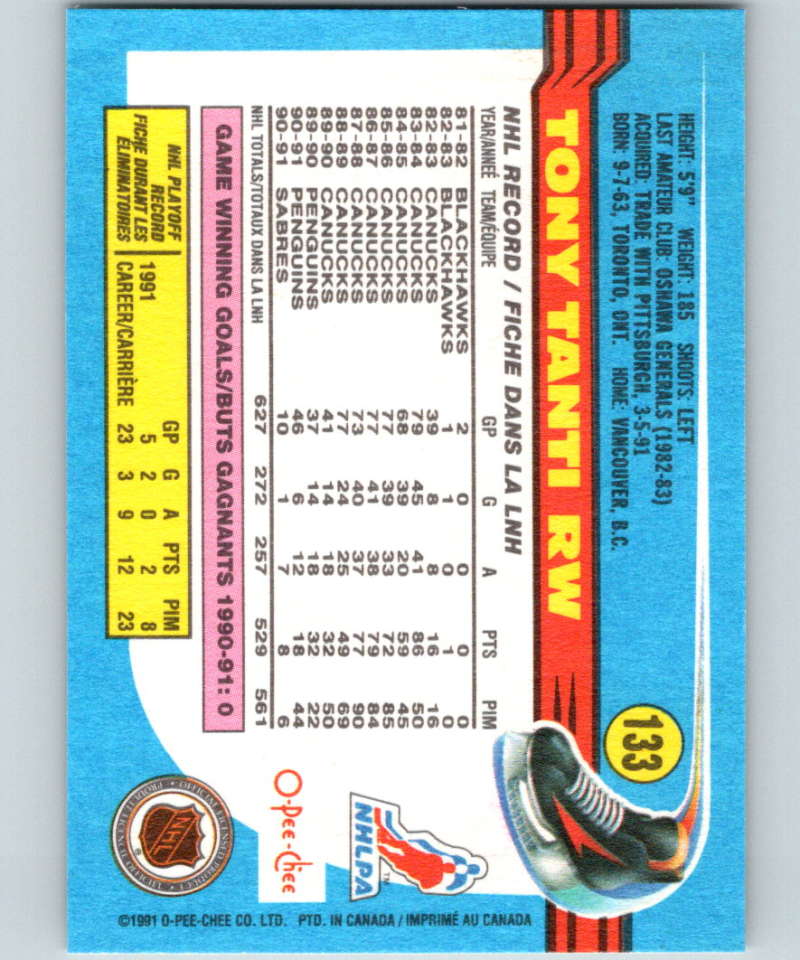 HEIGHT: 5'9" WEIGHT: 185 SHOOTS: LEFT
LAST AMATEUR CLUB: OSHAWA GENERALS (1982-83)
ACQUIRED: TRADE WITH PITTSBURGH, 3-5-91
BORN: 9-7-63, TORONTO, ONT. HOME: VANCOUVER, B.C.
133
TONY TANTI RW
NHL RECORD / FICHE DANS LA LNH
YEAR/ANNÉE TEAM/ÉQUIPE GP G A PTS PIM
81-82 BLACKHAWKS 2 0 0 0 0
82-83 BLACKHAWKS 1 1 0 1 0
82-83 CANUCKS 39 8 8 16 16
83-84 CANUCKS 79 45 41 86 50
84-85 CANUCKS 68 39 20 59 45
85-86 CANUCKS 77 39 33 72 85
86-87 CANUCKS 77 41 38 79 84
87-88 CANUCKS 73 40 37 77 90
88-89 CANUCKS 77 24 25 49 69
89-90 CANUCKS 41 14 18 32 50
89-90 PENGUINS 37 14 18 32 22
90-91 PENGUINS 46 6 12 18 44
90-91 SABRES 10 1 7 8 6
NHL TOTALS/TOTAUX DANS LA LNH 627 272 257 529 561
GAME WINNING GOALS/BUTS GAGNANTS 1990-91: 0
NHL PLAYOFF
RECORD
FICHE DURANT LES
ÉLIMINATOIRES
GP G A PTS PIM
1991 5 2 0 2 8
CAREER/CARRIÈRE 23 3 9 12 23
NHLPA
TM
O-Pee-Chee
OFFICIAL LICENSED PRODUCT
NHL
®
PRODUIT LICENCIÉ OFFICIEL
©1991 O-PEE-CHEE CO. LTD. PTD. IN CANADA / IMPRIMÉ AU CANADA